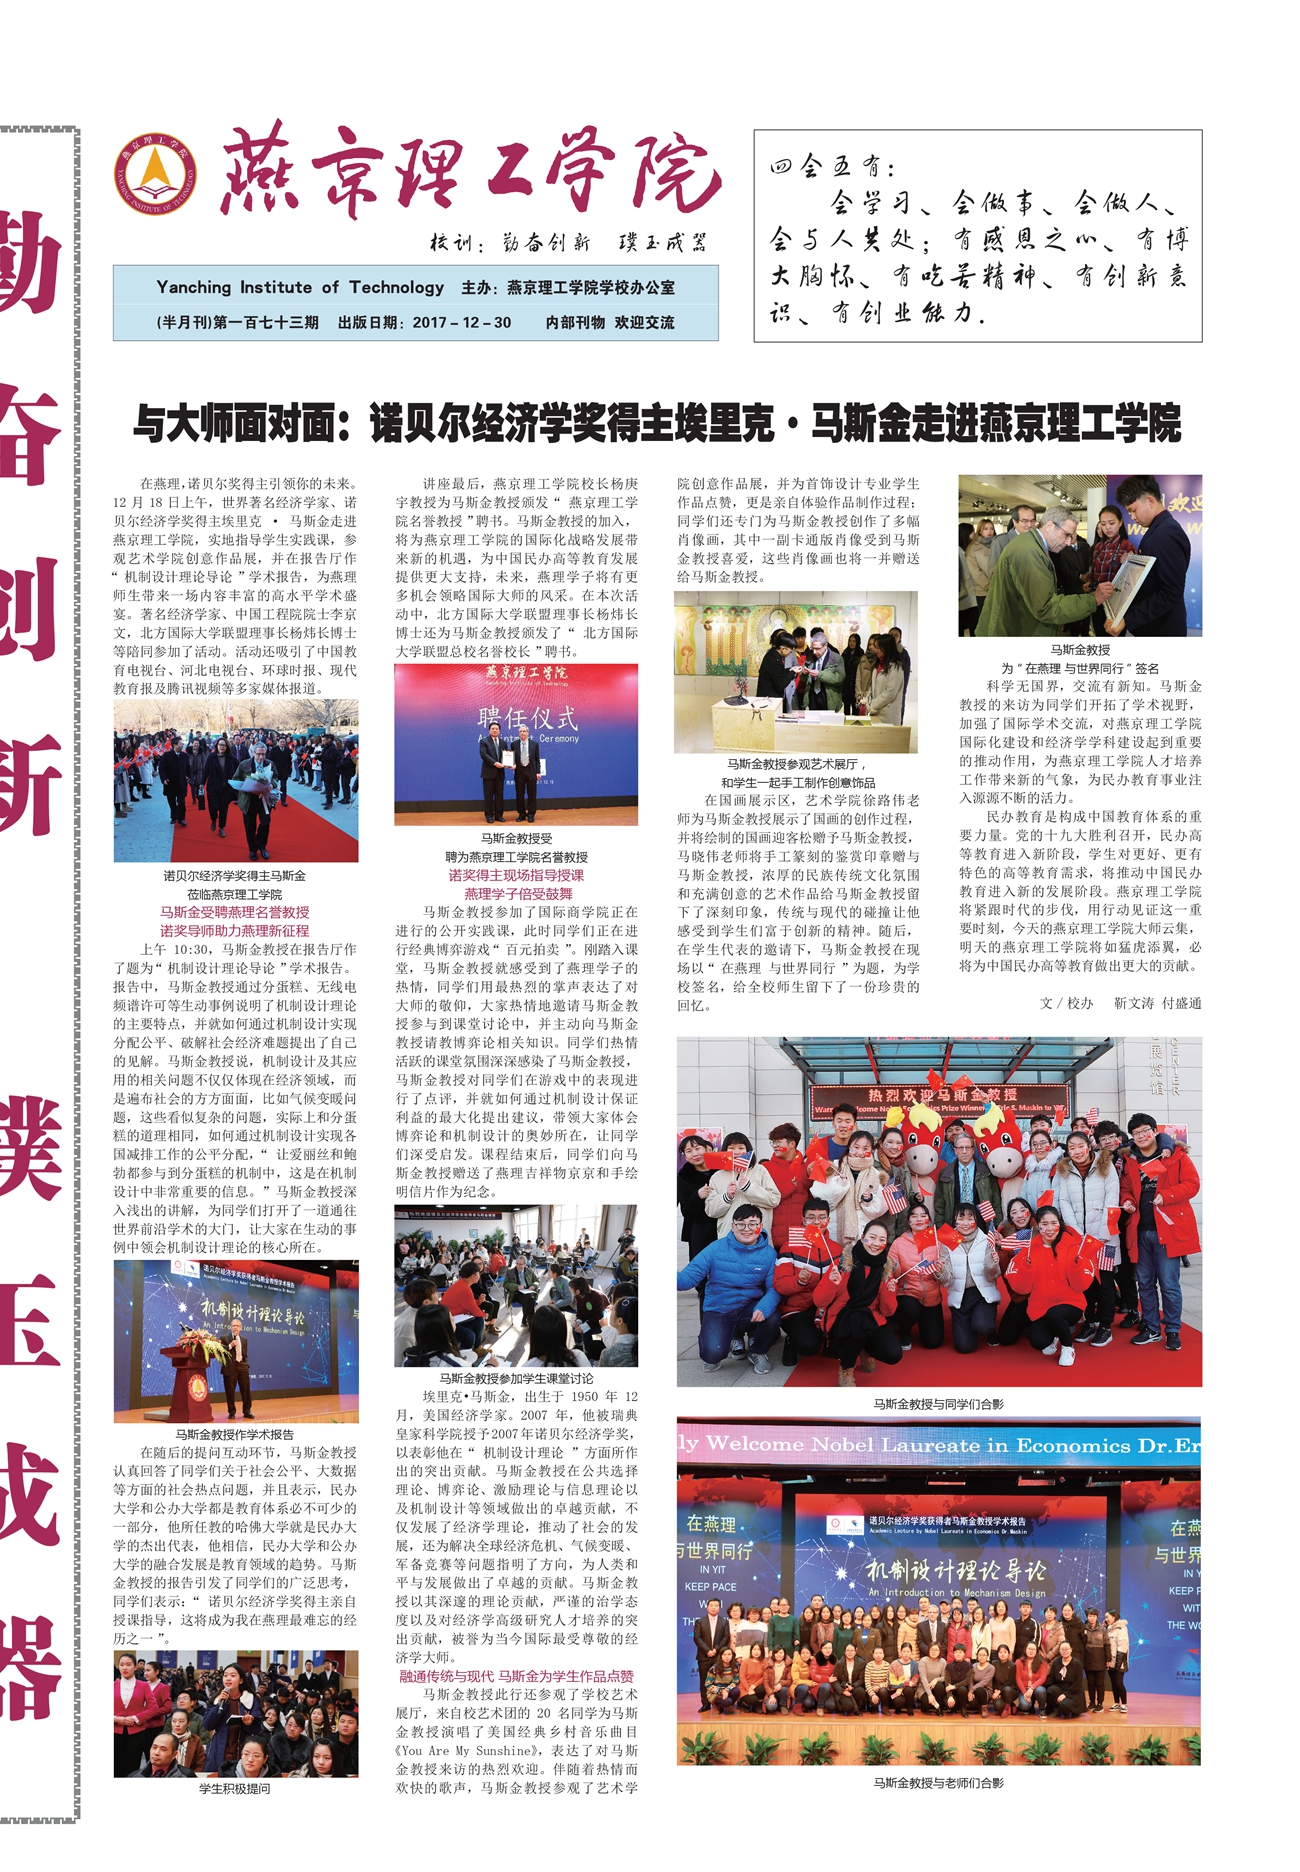 勤奋创新 璞玉成器
燕京理工学院
校训：勤奋创新 璞玉成器
Yanching Institute of Technology 主办：燕京理工学院学校办公室
(半月刊)第一百七十三期 出版日期：2017－12－30 内部刊物 欢迎交流
四会五有：
会学习、会做事、会做人、
会与人共处；有感恩之心、有博
大胸怀、有吃苦精神、有创新意
识、有创业能力.
与大师面对面：诺贝尔经济学奖得主埃里克·马斯金走进燕京理工学院
在燕理,诺贝尔奖得主引领你的未来。
12 月 18 日上午，世界著名经济学家、诺
贝尔经济学奖得主埃里克 · 马斯金走进
燕京理工学院，实地指导学生实践课，参
观艺术学院创意作品展，并在报告厅作
“ 机制设计理论导论 ”学术报告，为燕理
师生带来一场内容丰富的高水平学术盛
宴。著名经济学家、中国工程院院士李京
文，北方国际大学联盟理事长杨炜长博士
等陪同参加了活动。活动还吸引了中国教
育电视台、河北电视台、环球时报、现代
教育报及腾讯视频等多家媒体报道。
诺贝尔经济学奖得主马斯金
莅临燕京理工学院
马斯金受聘燕理名誉教授
诺奖导师助力燕理新征程
上午 10:30，马斯金教授在报告厅作
了题为“ 机制设计理论导论 ”学术报告。
报告中，马斯金教授通过分蛋糕、无线电
频谱许可等生动事例说明了机制设计理论
的主要特点，并就如何通过机制设计实现
分配公平、破解社会经济难题提出了自己
的见解。马斯金教授说，机制设计及其应
用的相关问题不仅仅体现在经济领域，而
是遍布社会的方方面面，比如气候变暖问
题，这些看似复杂的问题，实际上和分蛋
糕的道理相同，如何通过机制设计实现各
国减排工作的公平分配，“ 让爱丽丝和鲍
勃都参与到分蛋糕的机制中，这是在机制
设计中非常重要的信息。” 马斯金教授深
入浅出的讲解，为同学们打开了一道通往
世界前沿学术的大门，让大家在生动的事
例中领会机制设计理论的核心所在。
诺贝尔经济学奖获得者马斯金教授学术报告
Academic Lecture by Nobel Laureate in Economics Dr.Maskin
机制设计理论导论
An Introduction to Mechanism Design
马斯金教授作学术报告
在随后的提问互动环节，马斯金教授
认真回答了同学们关于社会公平、大数据
等方面的社会热点问题，并且表示，民办
大学和公办大学都是教育体系必不可少的
一部分，他所任教的哈佛大学就是民办大
学的杰出代表，他相信，民办大学和公办
大学的融合发展是教育领域的趋势。马斯
金教授的报告引发了同学们的广泛思考，
同学们表示：“ 诺贝尔经济学奖得主亲自
授课指导，这将成为我在燕理最难忘的经
历之一 ”。
学生积极提问
讲座最后，燕京理工学院校长杨庚
宇教授为马斯金教授颁发“ 燕京理工学
院名誉教授 ”聘书。马斯金教授的加入，
将为燕京理工学院的国际化战略发展带
来新的机遇，为中国民办高等教育发展
提供更大支持，未来，燕理学子将有更
多机会领略国际大师的风采。在本次活
动中，北方国际大学联盟理事长杨炜长
博士还为马斯金教授颁发了“ 北方国际
大学联盟总校名誉校长 ”聘书。
燕京理工学院
聘任仪式
马斯金教授受
聘为燕京理工学院名誉教授
诺奖得主现场指导授课
燕理学子倍受鼓舞
马斯金教授参加了国际商学院正在
进行的公开实践课，此时同学们正在进
行经典博弈游戏“ 百元拍卖 ”。刚踏入课
堂，马斯金教授就感受到了燕理学子的
热情，同学们用最热烈的掌声表达了对
大师的敬仰，大家热情地邀请马斯金教
授参与到课堂讨论中，并主动向马斯金
教授请教博弈论相关知识。同学们热情
活跃的课堂氛围深深感染了马斯金教授，
马斯金教授对同学们在游戏中的表现进
行了点评，并就如何通过机制设计保证
利益的最大化提出建议，带领大家体会
博弈论和机制设计的奥妙所在，让同学
们深受启发。课程结束后，同学们向马
斯金教授赠送了燕理吉祥物京京和手绘
明信片作为纪念。
马斯金教授参加学生课堂讨论
埃里克•马斯金，出生于 1950 年 12
月，美国经济学家。2007 年，他被瑞典
皇家科学院授予2007年诺贝尔经济学奖，
以表彰他在 “ 机制设计理论 ” 方面所作
出的突出贡献。马斯金教授在公共选择
理论、博弈论、激励理论与信息理论以
及机制设计等领域做出的卓越贡献，不
仅发展了经济学理论，推动了社会的发
展，还为解决全球经济危机、气候变暖、
军备竞赛等问题指明了方向，为人类和
平与发展做出了卓越的贡献。马斯金教
授以其深邃的理论贡献，严谨的治学态
度以及对经济学高级研究人才培养的突
出贡献，被誉为当今国际最受尊敬的经
济学大师。
融通传统与现代 马斯金为学生作品点赞
马斯金教授此行还参观了学校艺术
展厅，来自校艺术团的 20 名同学为马斯
金教授演唱了美国经典乡村音乐曲目
《You Are My Sunshine》，表达了对马斯
金教授来访的热烈欢迎。伴随着热情而
欢快的歌声，马斯金教授参观了艺术学
院创意作品展，并为首饰设计专业学生
作品点赞，更是亲自体验作品制作过程；
同学们还专门为马斯金教授创作了多幅
肖像画，其中一副卡通版肖像受到马斯
金教授喜爱，这些肖像画也将一并赠送
给马斯金教授。
马斯金教授参观艺术展厅，
和学生一起手工制作创意饰品
在国画展示区，艺术学院徐路伟老
师为马斯金教授展示了国画的创作过程，
并将绘制的国画迎客松赠予马斯金教授，
马晓伟老师将手工篆刻的鉴赏印章赠与
马斯金教授，浓厚的民族传统文化氛围
和充满创意的艺术作品给马斯金教授留
下了深刻印象，传统与现代的碰撞让他
感受到学生们富于创新的精神。随后，
在学生代表的邀请下，马斯金教授在现
场以“ 在燕理 与世界同行 ”为题，为学
校签名，给全校师生留下了一份珍贵的
回忆。
马斯金教授
为“在燕理 与世界同行”签名
科学无国界，交流有新知。马斯金
教授的来访为同学们开拓了学术视野，
加强了国际学术交流，对燕京理工学院
国际化建设和经济学学科建设起到重要
的推动作用，为燕京理工学院人才培养
工作带来新的气象，为民办教育事业注
入源源不断的活力。
民办教育是构成中国教育体系的重
要力量。党的十九大胜利召开，民办高
等教育进入新阶段，学生对更好、更有
特色的高等教育需求，将推动中国民办
教育进入新的发展阶段。燕京理工学院
将紧跟时代的步伐，用行动见证这一重
要时刻，今天的燕京理工学院大师云集，
明天的燕京理工学院将如猛虎添翼，必
将为中国民办高等教育做出更大的贡献。
文 / 校办 靳文涛 付盛通
展览馆
热烈欢迎马斯金教授
马斯金教授与同学们合影
ly Welcome Nobel Laureate in Economics Dr.Er
诺贝尔经济学奖获得者马斯金教授学术报告
Academic Lecture by Nobel Laureate in Economics Dr.Maskin
机制设计理论导论
An Introduction to Mechanism Design
在燕理
与世界同行
IN YIT
KEEP PACE
马斯金教授与老师们合影